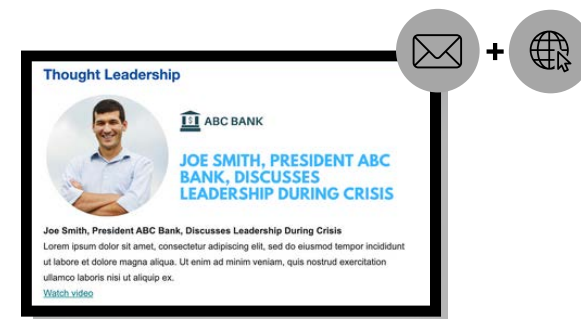 Thought Leadership
ABC BANK
JOE SMITH, PRESIDENT ABC
BANK, DISCUSSES
LEADERSHIP DURING CRISIS
Joe Smith, President ABC Bank, Discusses Leadership During Crisis
Lorem ipsum dolor sit amet, consectetur adipiscing elit, sed do eiusmod tempor incididunt
ut labore et dolore magna aliqua. Ut enim ad minim veniam, quis nostrud exercitation
ullamco laboris nisi ut aliquip ex.
Watch video
+